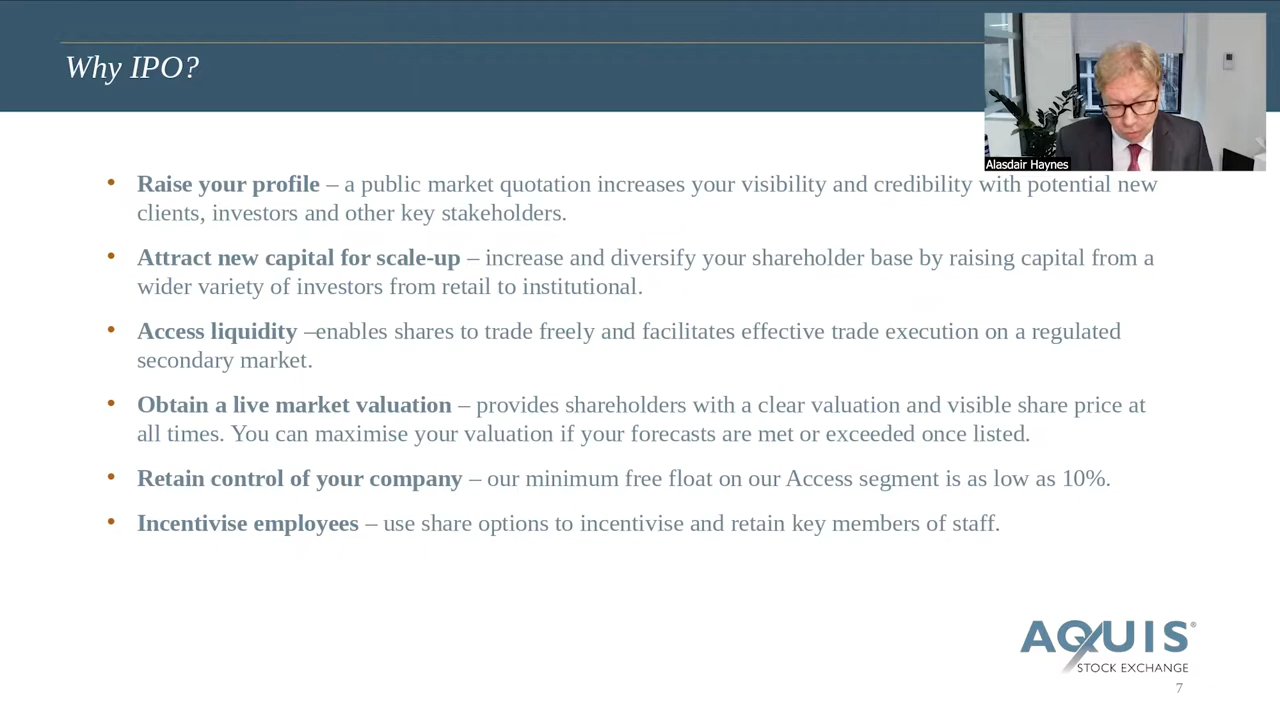 Why IPO?
Alasdair Haynes
• Raise your profile – a public market quotation increases your visibility and credibility with potential new
clients, investors and other key stakeholders.
• Attract new capital for scale-up – increase and diversify your shareholder base by raising capital from a
wider variety of investors from retail to institutional.
• Access liquidity –enables shares to trade freely and facilitates effective trade execution on a regulated
secondary market.
• Obtain a live market valuation – provides shareholders with a clear valuation and visible share price at
all times. You can maximise your valuation if your forecasts are met or exceeded once listed.
• Retain control of your company – our minimum free float on our Access segment is as low as 10%.
• Incentivise employees – use share options to incentivise and retain key members of staff.
AQUIS®
STOCK EXCHANGE
7